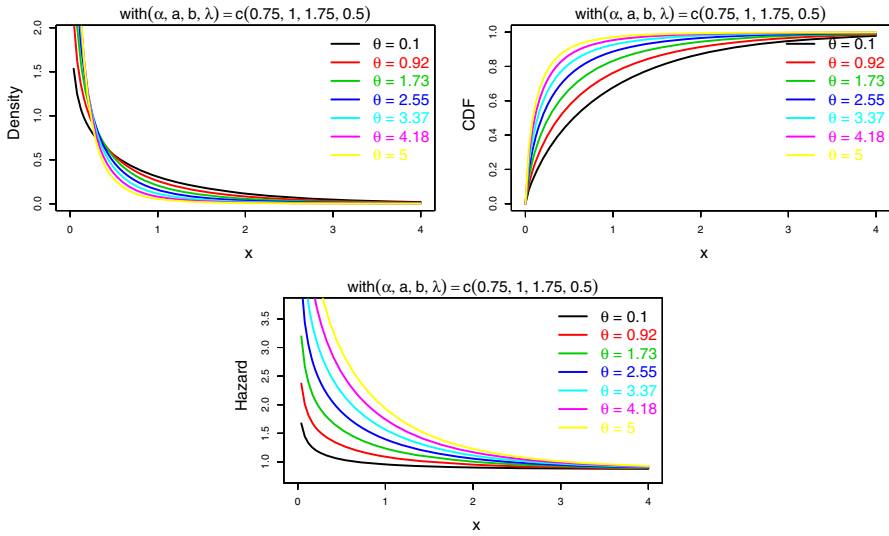 with(α, a, b, λ) = c(0.75, 1, 1.75, 0.5)
2.0
1.5
1.0
0.5
0.0
Density
θ = 0.1
θ = 0.92
θ = 1.73
θ = 2.55
θ = 3.37
θ = 4.18
θ = 5
0 1 2 3 4
x
with(α, a, b, λ) = c(0.75, 1, 1.75, 0.5)
1.0
0.8
0.6
0.4
0.2
0.0
CDF
θ = 0.1
θ = 0.92
θ = 1.73
θ = 2.55
θ = 3.37
θ = 4.18
θ = 5
0 1 2 3 4
x
with(α, a, b, λ) = c(0.75, 1, 1.75, 0.5)
3.5
3.0
2.5
2.0
1.5
1.0
Hazard
θ = 0.1
θ = 0.92
θ = 1.73
θ = 2.55
θ = 3.37
θ = 4.18
θ = 5
0 1 2 3 4
x